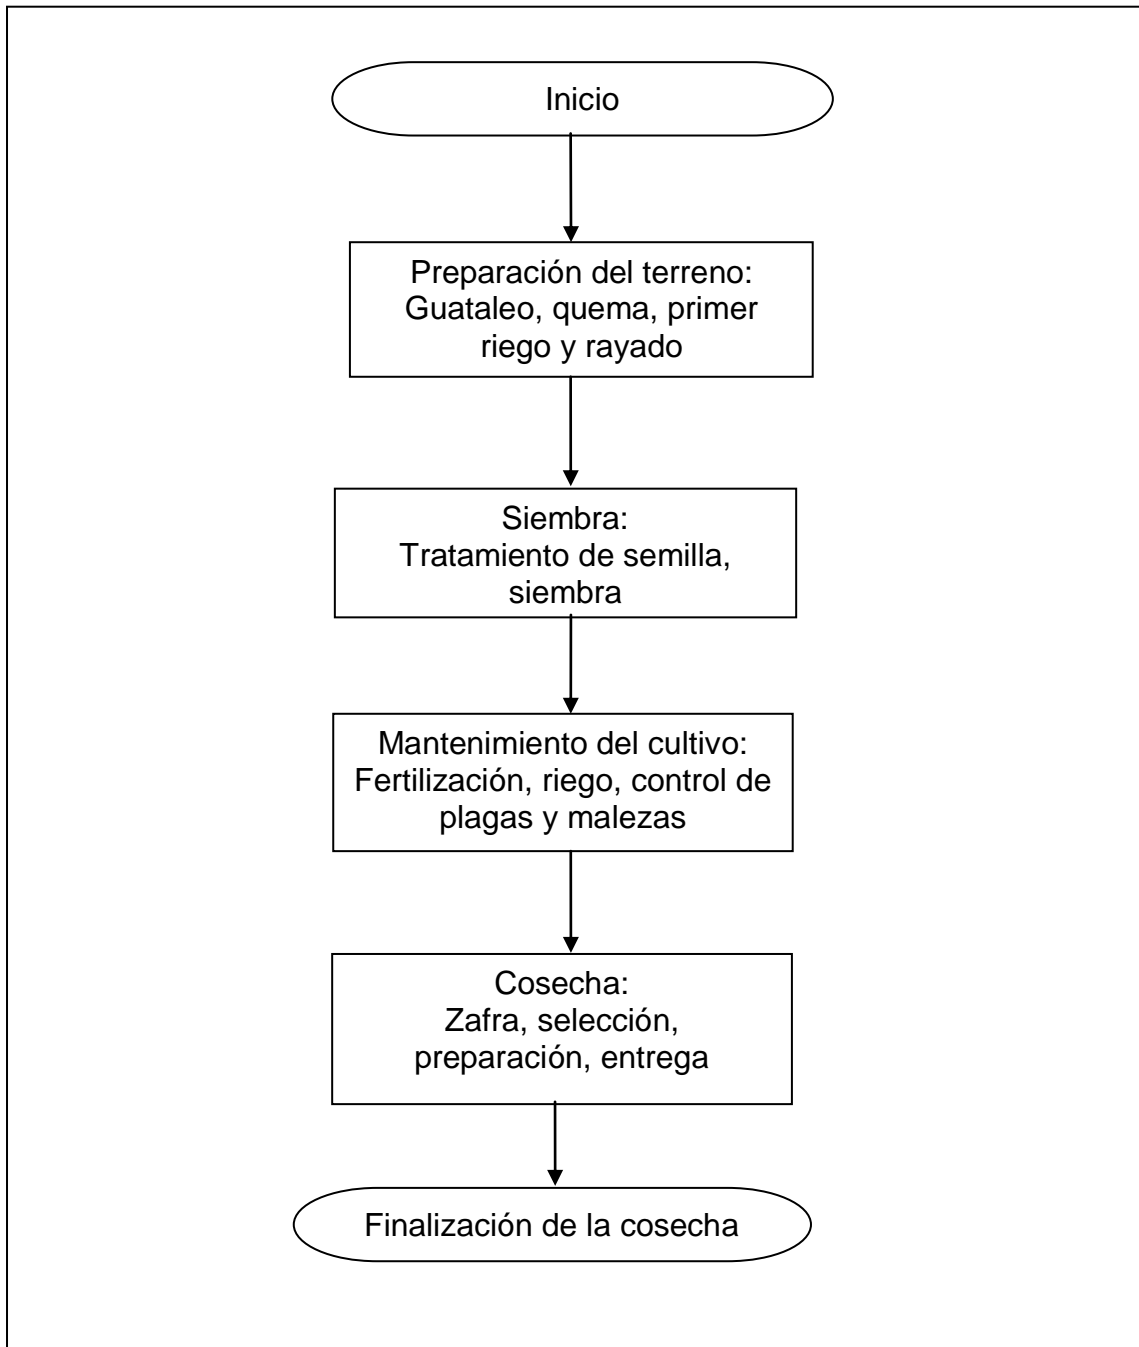 Inicio
Preparación del terreno:
Guataleo, quema, primer
riego y rayado
Siembra:
Tratamiento de semilla,
siembra
Mantenimiento del cultivo:
Fertilización, riego, control de
plagas y malezas
Cosecha:
Zafra, selección,
preparación, entrega
Finalización de la cosecha